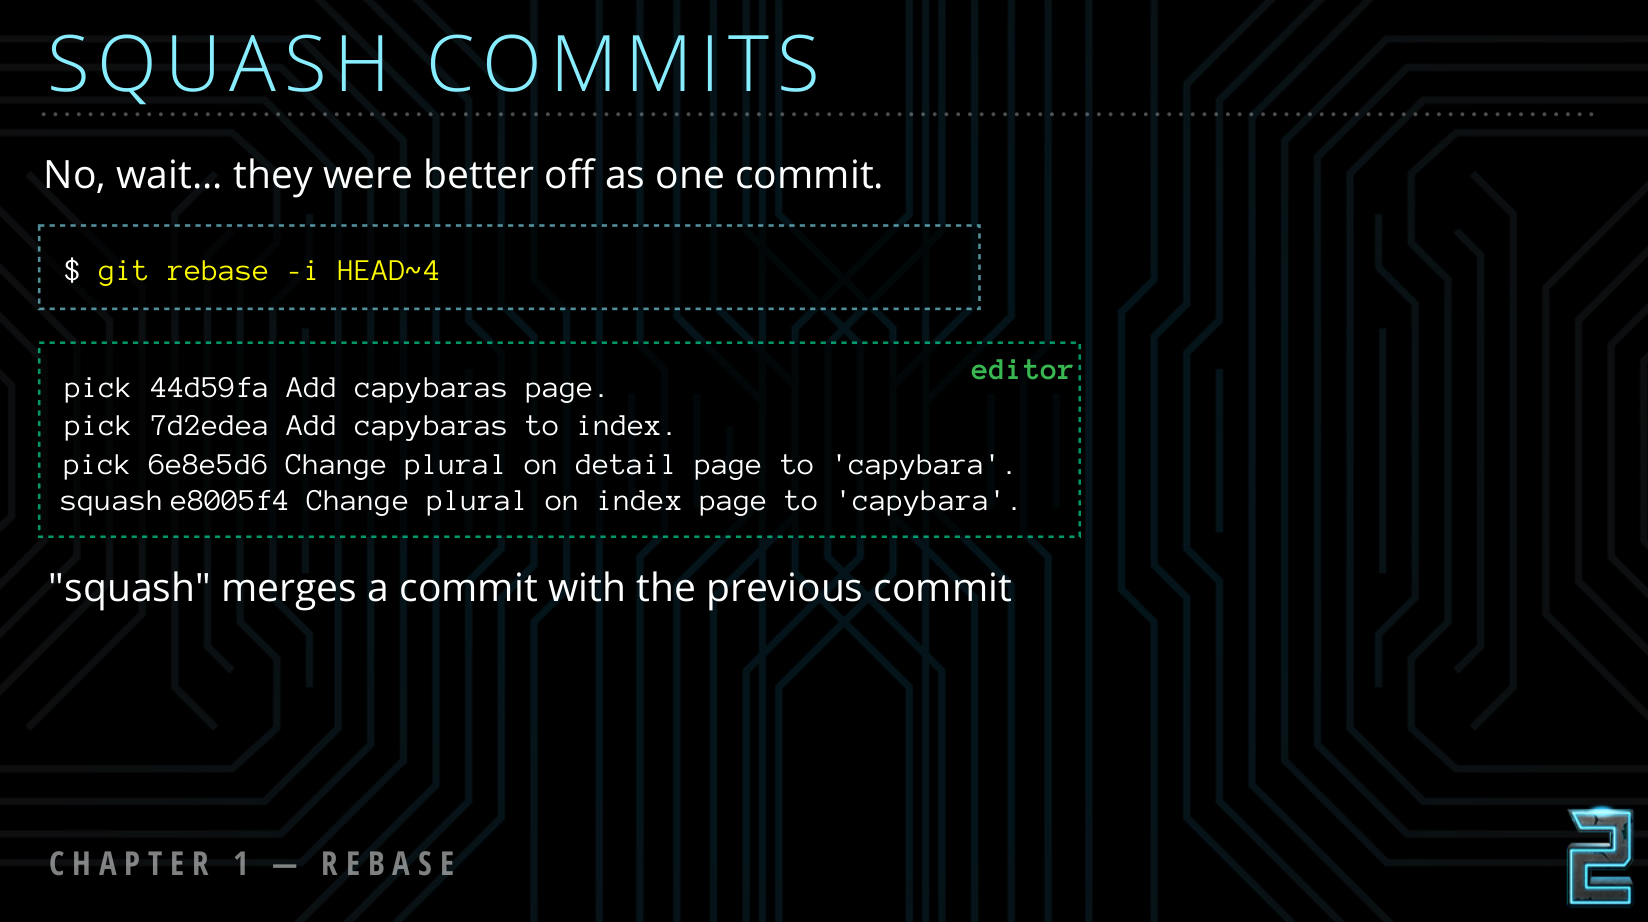 SQUASH COMMITS
No, wait... they were better off as one commit.
$ git rebase -i HEAD~4
editor
pick 44d59fa Add capybaras page.
pick 7d2edea Add capybaras to index.
pick 6e8e5d6 Change plural on detail page to 'capybara'.
squash e8005f4 Change plural on index page to 'capybara'.
"squash" merges a commit with the previous commit
CHAPTER 1 — REBASE
2